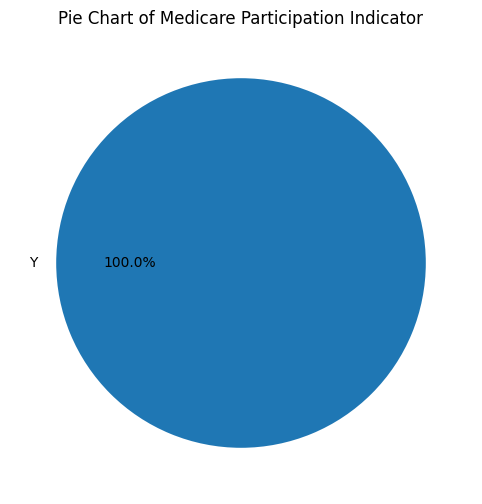 Pie Chart of Medicare Participation Indicator
Y
100.0%